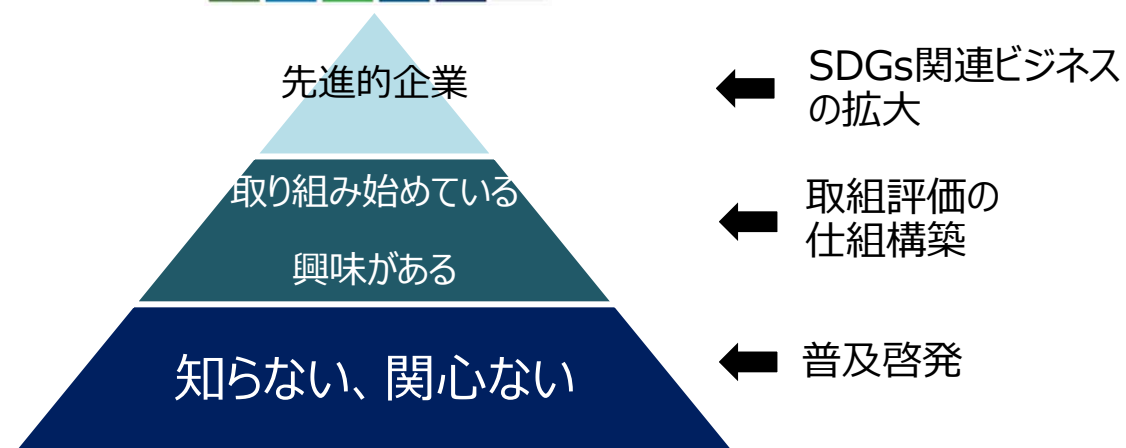 先進的企業
SDGs関連ビジネス
の拡大
取り組み始めている
興味がある
取組評価の
仕組構築
知らない、関心ない
普及啓発